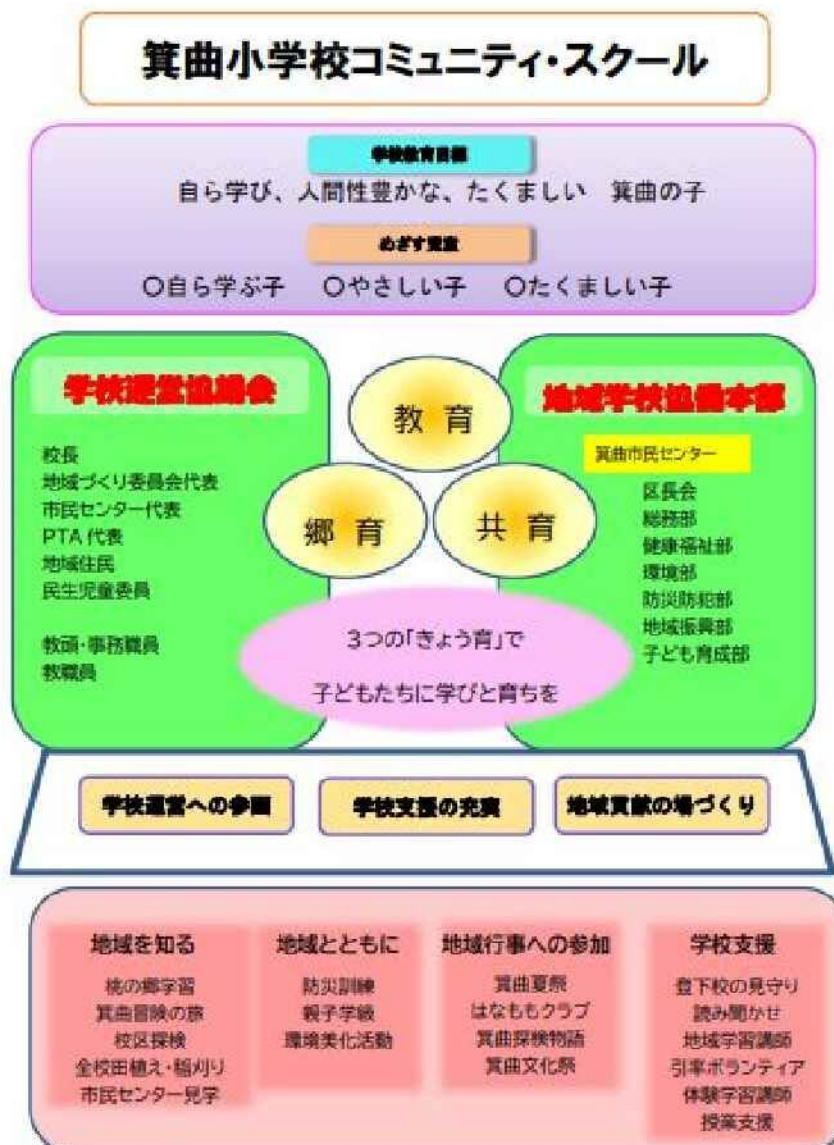 箕曲小学校コミュニティ・スクール
学校教育目標
自ら学び、人間性豊かな、たくましい　箕曲の子
めざす児童
〇自ら学ぶ子　〇やさしい子　〇たくましい子
学校運営協議会
校長
地域づくり委員会代表
市民センター代表
PTA 代表
地域住民
民生児童委員
教頭・事務職員
教職員
教 育
郷 育
共 育
3つの「きょう育」で
子どもたちに学びと育ちを
地域学校協働本部
箕曲市民センター
区長会
総務部
健康福祉部
環境部
防災防犯部
地域振興部
子ども育成部
学校運営への参画
学校支援の充実
地域貢献の場づくり
地域を知る
桃の郷学習
箕曲冒険の旅
校区探検
全校田植え・稲刈り
市民センター見学
地域とともに
防災訓練
親子学級
環境美化活動
地域行事への参加
箕曲夏祭
はなももクラブ
箕曲探検物語
箕曲文化祭
学校支援
登下校の見守り
読み聞かせ
地域学習講師
引率ボランティア
体験学習講師
授業支援